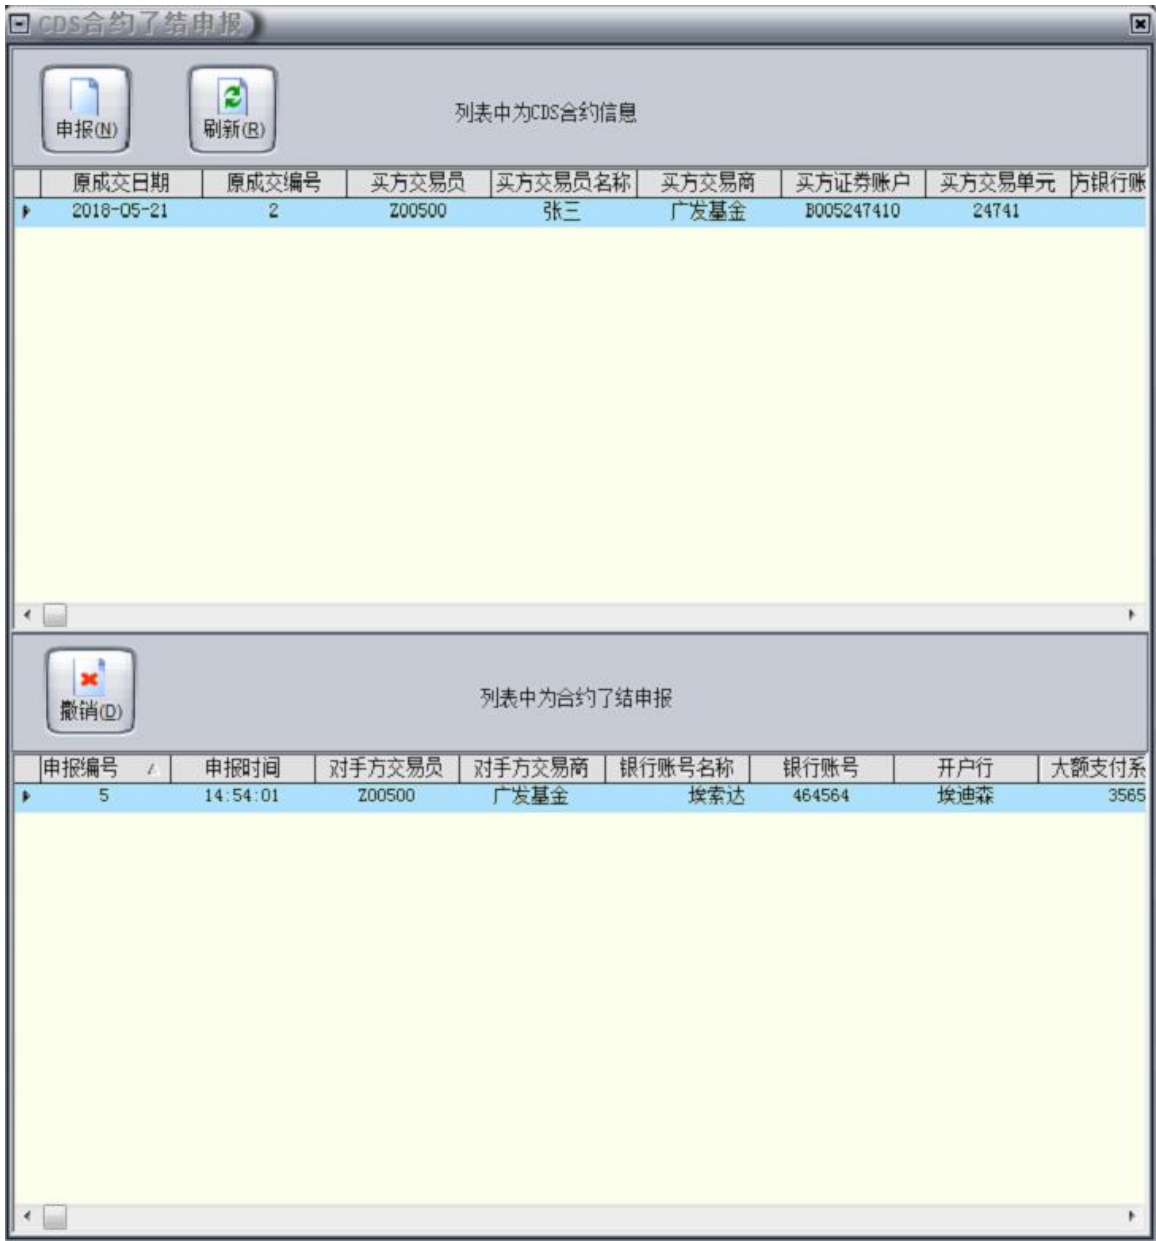 CDS合约了结申报
申报(N) 刷新(R) 列表中为CDS合约信息
原成交日期 原成交编号 买方交易员 买方交易员名称 买方交易商 买方证券账户 买方交易单元 方银行账
2018-05-21 2 Z00500 张三 广发基金 B005247410 24741
撤销(D) 列表中为合约了结申报
申报编号 申报时间 对手方交易员 对手方交易商 银行账号名称 银行账号 开户行 大额支付系
5 14:54:01 Z00500 广发基金 埃索达 464564 埃迪森 3565